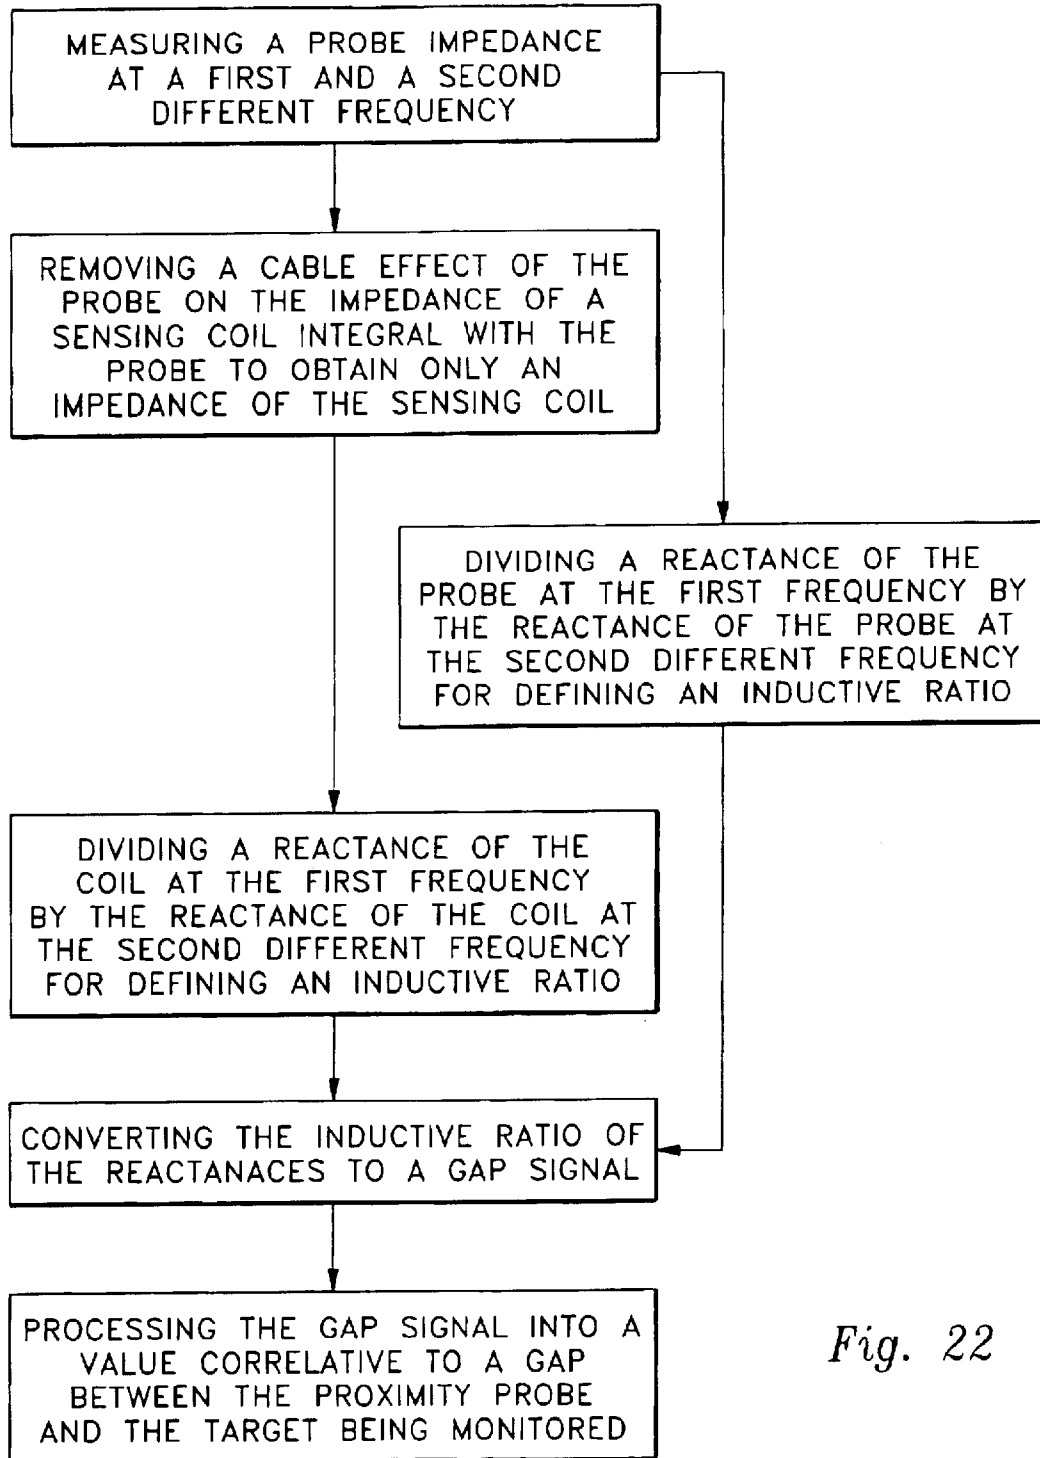 MEASURING A PROBE IMPEDANCE
AT A FIRST AND A SECOND
DIFFERENT FREQUENCY
REMOVING A CABLE EFFECT OF THE
PROBE ON THE IMPEDANCE OF A
SENSING COIL INTEGRAL WITH THE
PROBE TO OBTAIN ONLY AN
IMPEDANCE OF THE SENSING COIL
DIVIDING A REACTANCE OF THE
PROBE AT THE FIRST FREQUENCY BY
THE REACTANCE OF THE PROBE AT
THE SECOND DIFFERENT FREQUENCY
FOR DEFINING AN INDUCTIVE RATIO
DIVIDING A REACTANCE OF THE
COIL AT THE FIRST FREQUENCY
BY THE REACTANCE OF THE COIL AT
THE SECOND DIFFERENT FREQUENCY
FOR DEFINING AN INDUCTIVE RATIO
CONVERTING THE INDUCTIVE RATIO OF
THE REACTANACES TO A GAP SIGNAL
PROCESSING THE GAP SIGNAL INTO A
VALUE CORRELATIVE TO A GAP
BETWEEN THE PROXIMITY PROBE
AND THE TARGET BEING MONITORED
Fig. 22